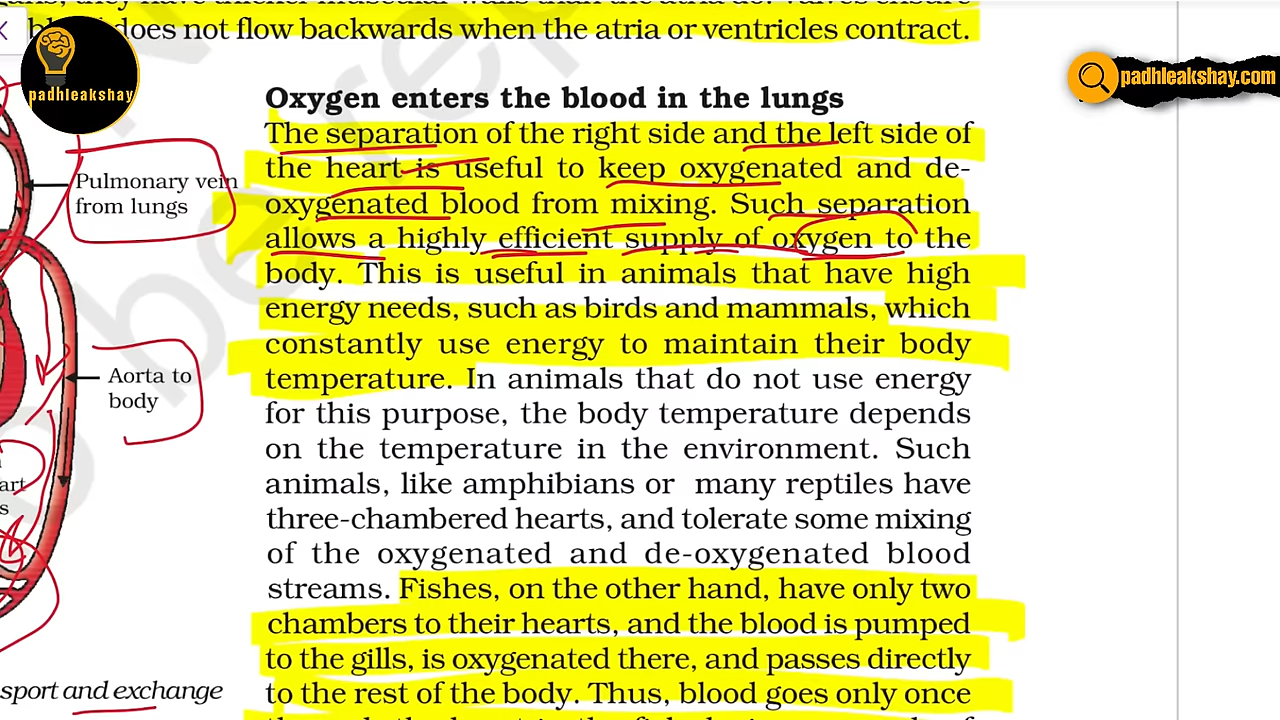 does not flow backwards when the atria or ventricles contract.
padhleakshay
padhleakshay.com
Oxygen enters the blood in the lungs
The separation of the right side and the left side of
the heart is useful to keep oxygenated and de-
oxygenated blood from mixing. Such separation
allows a highly efficient supply of oxygen to the
body. This is useful in animals that have high
energy needs, such as birds and mammals, which
constantly use energy to maintain their body
temperature. In animals that do not use energy
for this purpose, the body temperature depends
on the temperature in the environment. Such
animals, like amphibians or many reptiles have
three-chambered hearts, and tolerate some mixing
of the oxygenated and de-oxygenated blood
streams. Fishes, on the other hand, have only two
chambers to their hearts, and the blood is pumped
to the gills, is oxygenated there, and passes directly
to the rest of the body. Thus, blood goes only once
Pulmonary vein
from lungs
Aorta to
body
sport and exchange